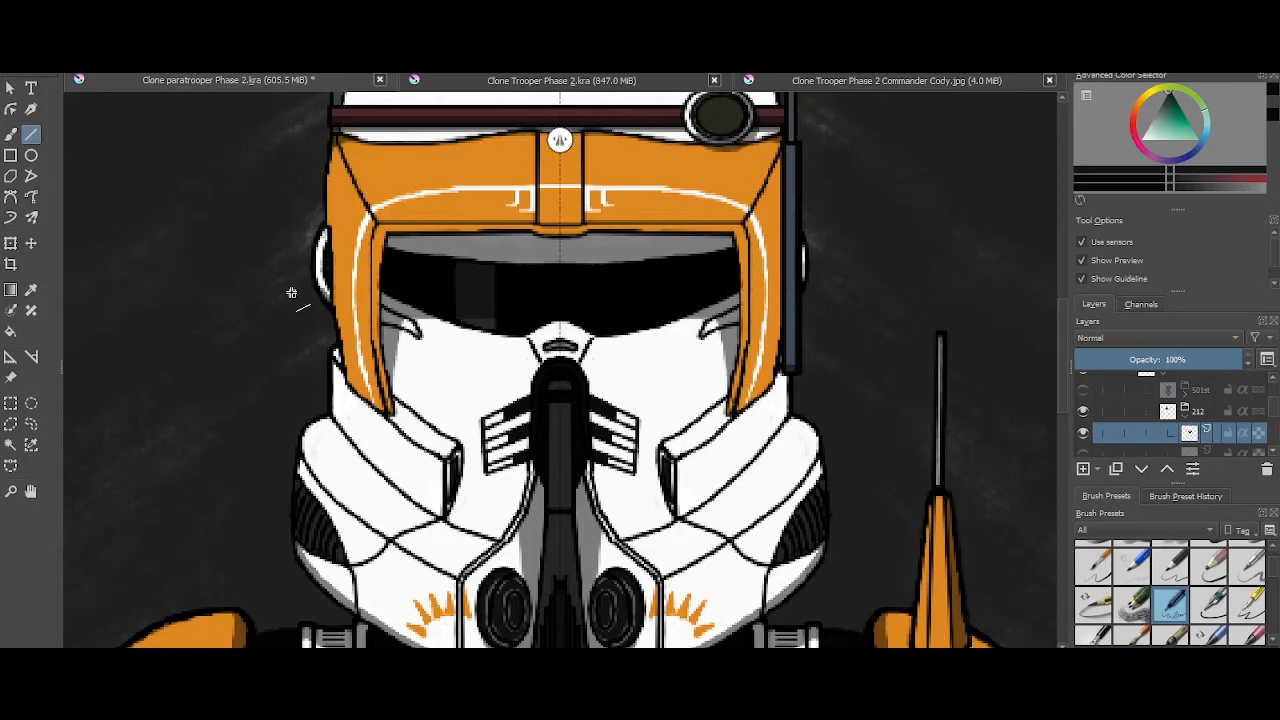 Clone paratrooper Phase 2.kra (605.5 MiB) *
Clone Trooper Phase 2.kra (847.0 MiB)
Clone Trooper Phase 2 Commander Cody.jpg (4.0 MiB)
Advanced Color Selector
Tool Options
Use sensors
Show Preview
Show Guideline
Layers
Channels
Layers
Normal
Opacity: 100%
501st
212
Brush Presets
Brush Preset History
Brush Presets
All
Tag